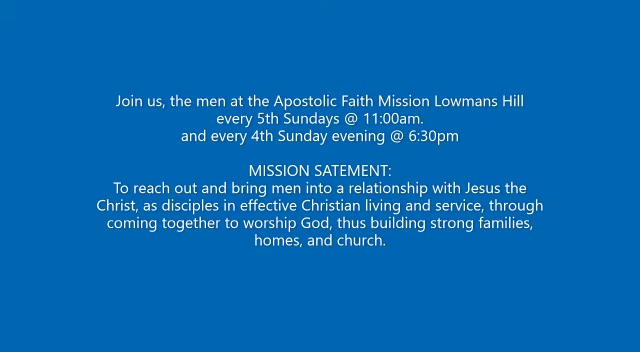 Join us, the men at the Apostolic Faith Mission Lowmans Hill
every 5th Sundays @ 11:00am.
and every 4th Sunday evening @ 6:30pm
MISSION SATEMENT:
To reach out and bring men into a relationship with Jesus the
Christ, as disciples in effective Christian living and service, through
coming together to worship God, thus building strong families,
homes, and church.